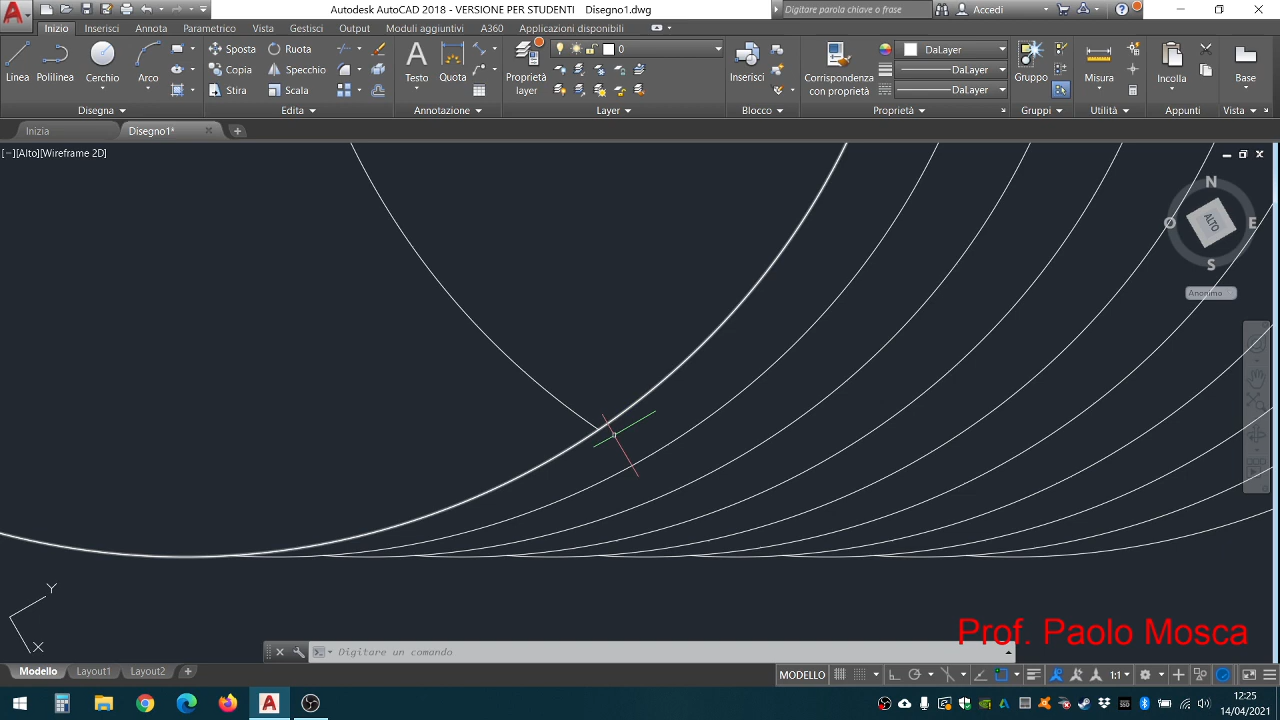 Autodesk AutoCAD 2018 - VERSIONE PER STUDENTI Disegno1.dwg
Digitare parola chiave o frase
Accedi
Inizio Inserisci Annota Parametrico Vista Gestisci Output Moduli aggiuntivi A360 Applicazioni disponibili
Linea Polilinea Cerchio Arco
Sposta Ruota
Copia Specchio
Stira Scala
Testo Quota
Proprietà layer
0
Inserisci
Corrispondenza con proprietà
DaLayer
DaLayer
DaLayer
Gruppo
Misura
Incolla
Base
Disegna Edita Annotazione Layer Blocco Proprietà Gruppi Utilità Appunti Vista
Inizia Disegno1*
[−][Alto][Wireframe 2D]
N
O ALTO E
S
Anonimo
Y
X
Prof. Paolo Mosca
Digitare un comando
Modello Layout1 Layout2
MODELLO
1:1
12:25
14/04/2021